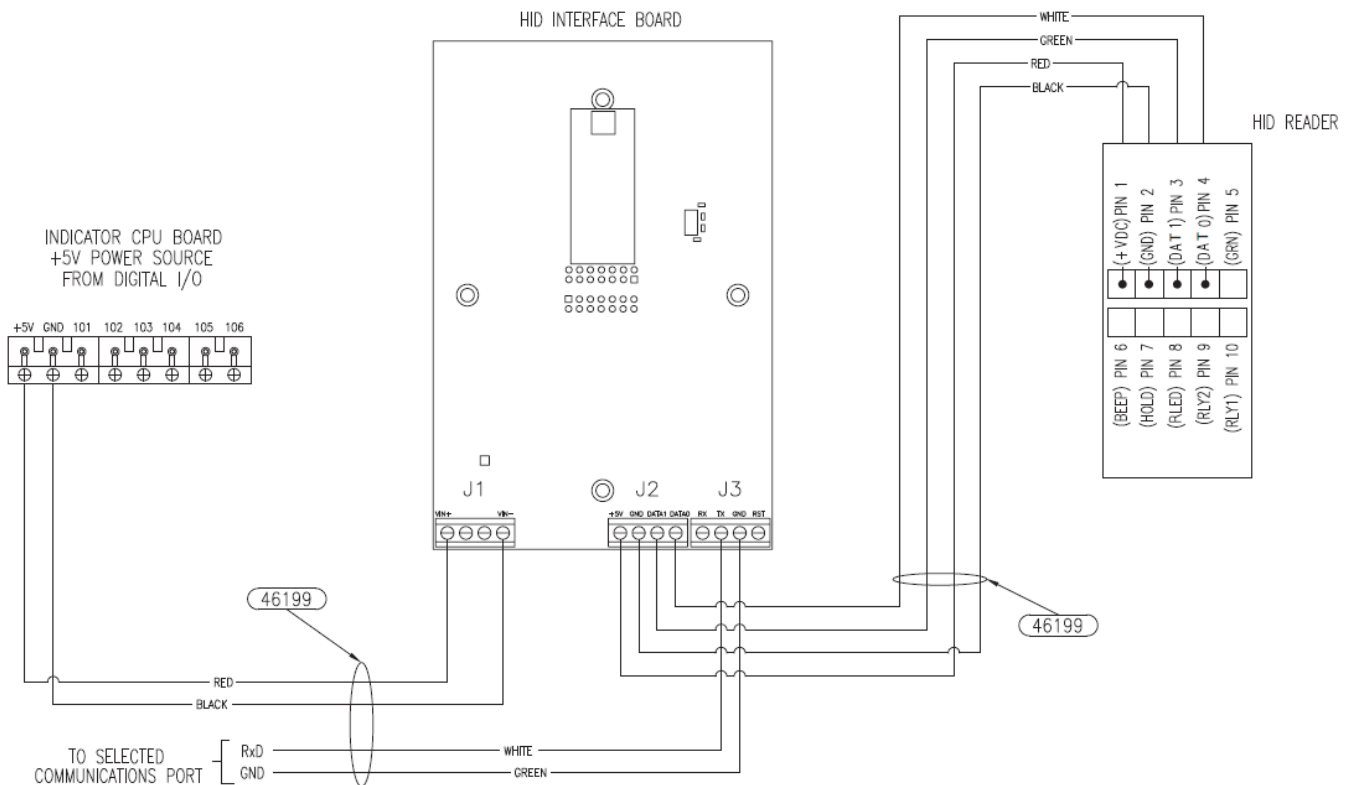 HID INTERFACE BOARD
WHITE
GREEN
RED
BLACK
HID READER
(+VDC) PIN 1
(GND) PIN 2
(DAT 1) PIN 3
(DAT 0) PIN 4
(GRN) PIN 5
(BEEP) PIN 6
(HOLD) PIN 7
(RLED) PIN 8
(RLY2) PIN 9
(RLY1) PIN 10
INDICATOR CPU BOARD
+5V POWER SOURCE
FROM DIGITAL I/O
+5V GND 101 102 103 104 105 106
J1 J2 J3
VIN+ VIN- +5V GND DATA1 DATA0 RX TX GND RST
46199
46199
RED
BLACK
TO SELECTED
COMMUNICATIONS PORT
RxD WHITE
GND GREEN